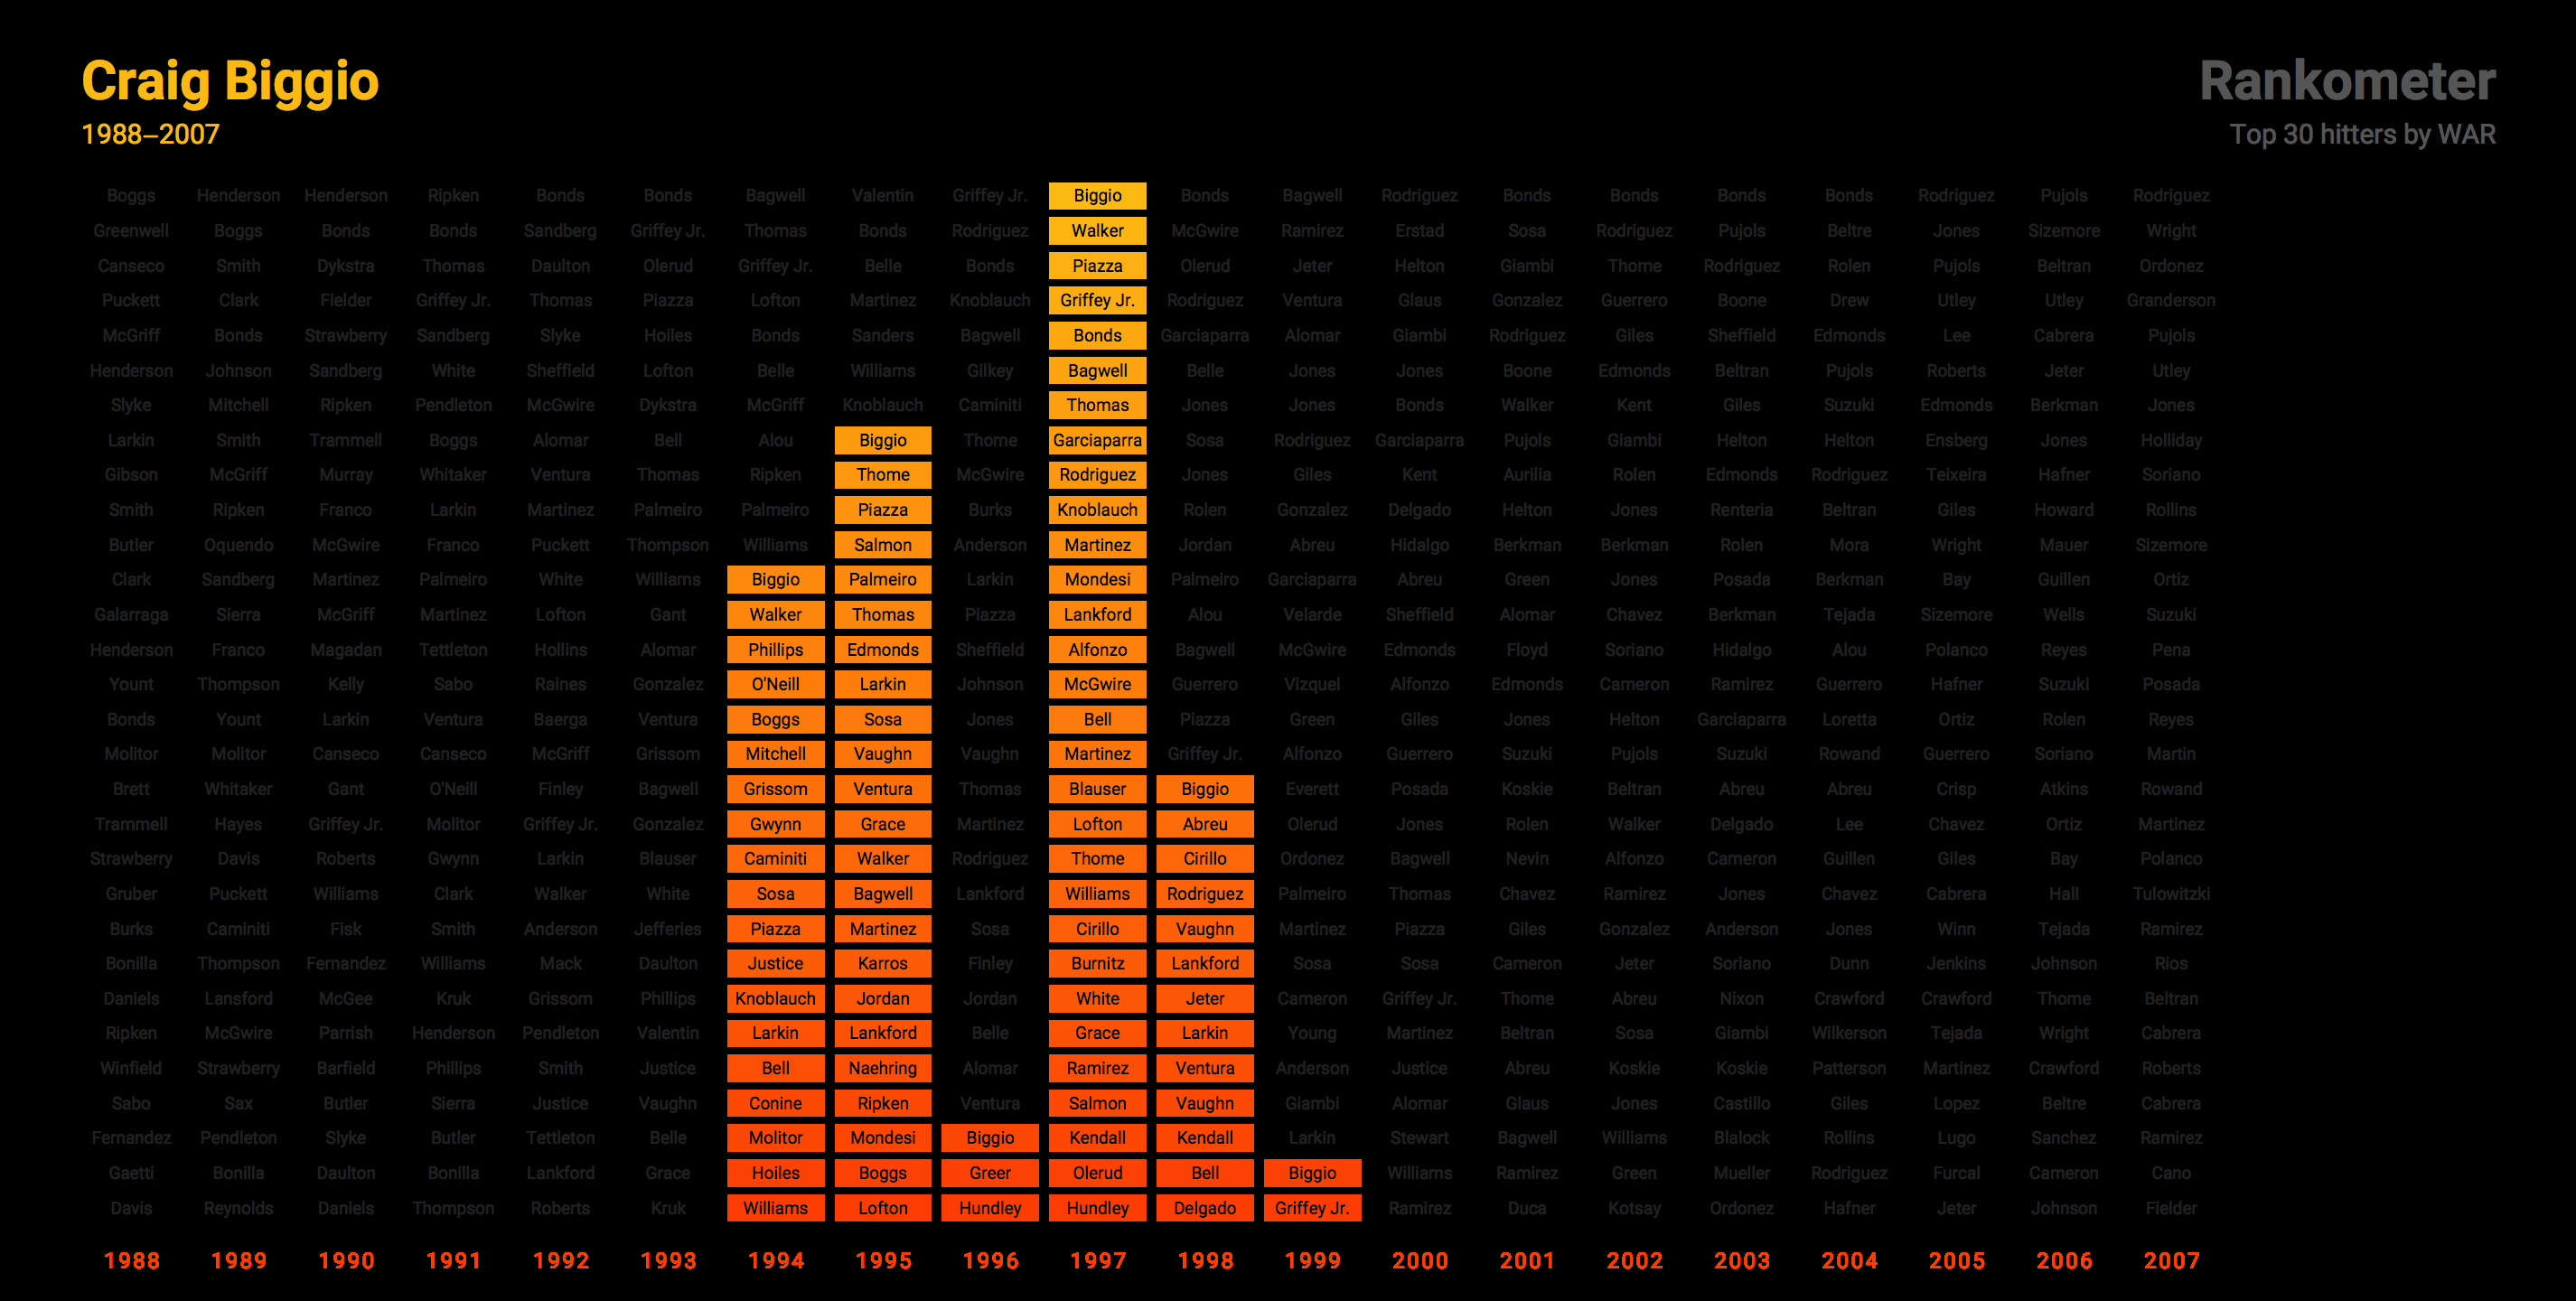 Craig Biggio
1988–2007
Rankometer
Top 30 hitters by WAR
Boggs Henderson Henderson Ripken Bonds Bonds Bagwell Valentin Griffey Jr. Biggio Bonds Bagwell Rodriguez Bonds Bonds Bonds Bonds Rodriguez Pujols Rodriguez
Greenwell Boggs Bonds Bonds Sandberg Griffey Jr. Thomas Bonds Rodriguez Walker McGwire Ramirez Erstad Sosa Rodriguez Pujols Beltre Jones Sizemore Wright
Canseco Smith Dykstra Thomas Daulton Olerud Griffey Jr. Belle Bonds Piazza Olerud Jeter Helton Giambi Thome Rodriguez Rolen Pujols Beltran Ordonez
Puckett Clark Fielder Griffey Jr. Thomas Piazza Lofton Martinez Knoblauch Griffey Jr. Rodriguez Ventura Glaus Gonzalez Guerrero Boone Drew Utley Utley Granderson
McGriff Bonds Strawberry Sandberg Slyke Hoiles Bonds Sanders Bagwell Bonds Garciaparra Alomar Giambi Rodriguez Giles Sheffield Edmonds Lee Cabrera Pujols
Henderson Johnson Sandberg White Sheffield Lofton Belle Williams Gilkey Bagwell Belle Jones Jones Boone Edmonds Beltran Pujols Roberts Jeter Utley
Slyke Mitchell Ripken Pendleton McGwire Dykstra McGriff Knoblauch Caminiti Thomas Jones Jones Bonds Walker Kent Giles Suzuki Edmonds Berkman Jones
Larkin Smith Trammell Boggs Alomar Bell Alou Biggio Thome Garciaparra Sosa Rodriguez Garciaparra Pujols Giambi Helton Helton Ensberg Jones Holliday
Gibson McGriff Murray Whitaker Ventura Thomas Ripken Thome McGwire Rodriguez Jones Giles Kent Aurilia Rolen Edmonds Rodriguez Teixeira Hafner Soriano
Smith Ripken Franco Larkin Martinez Palmeiro Palmeiro Piazza Burks Knoblauch Rolen Gonzalez Delgado Helton Jones Renteria Beltran Giles Howard Rollins
Butler Oquendo McGwire Franco Puckett Thompson Williams Salmon Anderson Martinez Jordan Abreu Hidalgo Berkman Berkman Rolen Mora Wright Mauer Sizemore
Clark Sandberg Martinez Palmeiro White Williams Biggio Palmeiro Larkin Mondesi Palmeiro Garciaparra Abreu Green Jones Posada Berkman Bay Guillen Ortiz
Galarraga Sierra McGriff Martinez Lofton Gant Walker Thomas Piazza Lankford Alou Velarde Sheffield Alomar Chavez Berkman Tejada Sizemore Wells Suzuki
Henderson Franco Magadan Tettleton Hollins Alomar Phillips Edmonds Sheffield Alfonzo Bagwell McGwire Edmonds Floyd Soriano Hidalgo Alou Polanco Reyes Pena
Yount Thompson Kelly Sabo Raines Gonzalez O'Neill Larkin Johnson McGwire Guerrero Vizquel Alfonzo Edmonds Cameron Ramirez Guerrero Hafner Suzuki Posada
Bonds Yount Larkin Ventura Baerga Ventura Boggs Sosa Jones Bell Piazza Green Giles Jones Helton Garciaparra Loretta Ortiz Rolen Reyes
Molitor Molitor Canseco Canseco McGriff Grissom Mitchell Vaughn Vaughn Martinez Griffey Jr. Alfonzo Guerrero Suzuki Pujols Suzuki Rowand Guerrero Soriano Martin
Brett Whitaker Gant O'Neill Finley Bagwell Grissom Ventura Thomas Blauser Biggio Everett Posada Koskie Beltran Abreu Abreu Crisp Atkins Rowand
Trammell Hayes Griffey Jr. Molitor Griffey Jr. Gonzalez Gwynn Grace Martinez Lofton Abreu Olerud Jones Rolen Walker Delgado Lee Chavez Ortiz Martinez
Strawberry Davis Roberts Gwynn Larkin Blauser Caminiti Walker Rodriguez Thome Cirillo Ordonez Bagwell Nevin Alfonzo Cameron Guillen Giles Bay Polanco
Gruber Puckett Williams Clark Walker White Sosa Bagwell Lankford Williams Rodriguez Palmeiro Thomas Chavez Ramirez Jones Chavez Cabrera Hall Tulowitzki
Burks Caminiti Fisk Smith Anderson Jefferies Piazza Martinez Sosa Cirillo Vaughn Martinez Piazza Giles Gonzalez Anderson Jones Winn Tejada Ramirez
Bonilla Thompson Fernandez Williams Mack Daulton Justice Karros Finley Burnitz Lankford Sosa Sosa Cameron Jeter Soriano Dunn Jenkins Johnson Rios
Daniels Lansford McGee Kruk Grissom Phillips Knoblauch Jordan Jordan White Jeter Cameron Griffey Jr. Thome Abreu Nixon Crawford Crawford Thome Beltran
Ripken McGwire Parrish Henderson Pendleton Valentin Larkin Lankford Belle Grace Larkin Young Martinez Beltran Sosa Giambi Wilkerson Tejada Wright Cabrera
Winfield Strawberry Barfield Phillips Smith Justice Bell Naehring Alomar Ramirez Ventura Anderson Justice Abreu Koskie Koskie Patterson Martinez Crawford Roberts
Sabo Sax Butler Sierra Justice Vaughn Conine Ripken Ventura Salmon Vaughn Giambi Alomar Glaus Jones Castillo Giles Lopez Beltre Cabrera
Fernandez Pendleton Slyke Butler Tettleton Belle Molitor Mondesi Biggio Kendall Kendall Larkin Stewart Bagwell Williams Blalock Rollins Lugo Sanchez Ramirez
Gaetti Bonilla Daulton Bonilla Lankford Grace Hoiles Boggs Greer Olerud Bell Biggio Williams Ramirez Green Mueller Rodriguez Furcal Cameron Cano
Davis Reynolds Daniels Thompson Roberts Kruk Williams Lofton Hundley Hundley Delgado Griffey Jr. Ramirez Duca Kotsay Ordonez Hafner Jeter Johnson Fielder
1988 1989 1990 1991 1992 1993 1994 1995 1996 1997 1998 1999 2000 2001 2002 2003 2004 2005 2006 2007